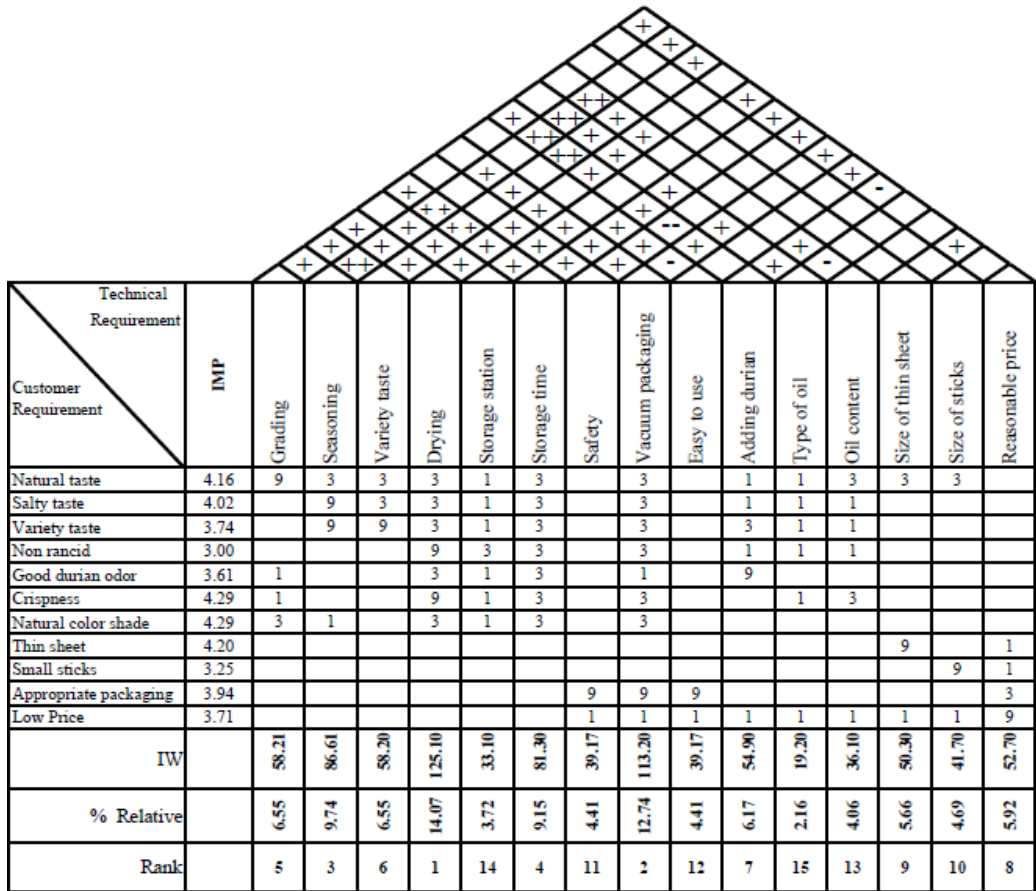 +
+
+
++ +
+ ++ + +
++ + + +
++ + +
+ + +
+ + + -
++ + +
+ + ++ + + + -- +
+ + + + + + + + + +
+ ++ + + + + + - + -
Technical
Requirement
Customer
Requirement
IMP
Grading
Seasoning
Variety taste
Drying
Storage station
Storage time
Safety
Vacuum packaging
Easy to use
Adding durian
Type of oil
Oil content
Size of thin sheet
Size of sticks
Reasonable price
Natural taste 4.16 9 3 3 3 1 3 3 1 1 3 3 3
Salty taste 4.02 9 3 3 1 3 3 1 1 1
Variety taste 3.74 9 9 3 1 3 3 3 1 1
Non rancid 3.00 9 3 3 3 1 1 1
Good durian odor 3.61 1 3 1 3 1 9
Crispness 4.29 1 9 1 3 3 1 3
Natural color shade 4.29 3 1 3 1 3 3
Thin sheet 4.20 9 1
Small sticks 3.25 9 1
Appropriate packaging 3.94 9 9 9 3
Low Price 3.71 1 1 1 1 1 1 1 1 9
IW 58.21 86.61 58.20 125.10 33.10 81.30 39.17 113.20 39.17 54.90 19.20 36.10 50.30 41.70 52.70
% Relative 6.55 9.74 6.55 14.07 3.72 9.15 4.41 12.74 4.41 6.17 2.16 4.06 5.66 4.69 5.92
Rank 5 3 6 1 14 4 11 2 12 7 15 13 9 10 8